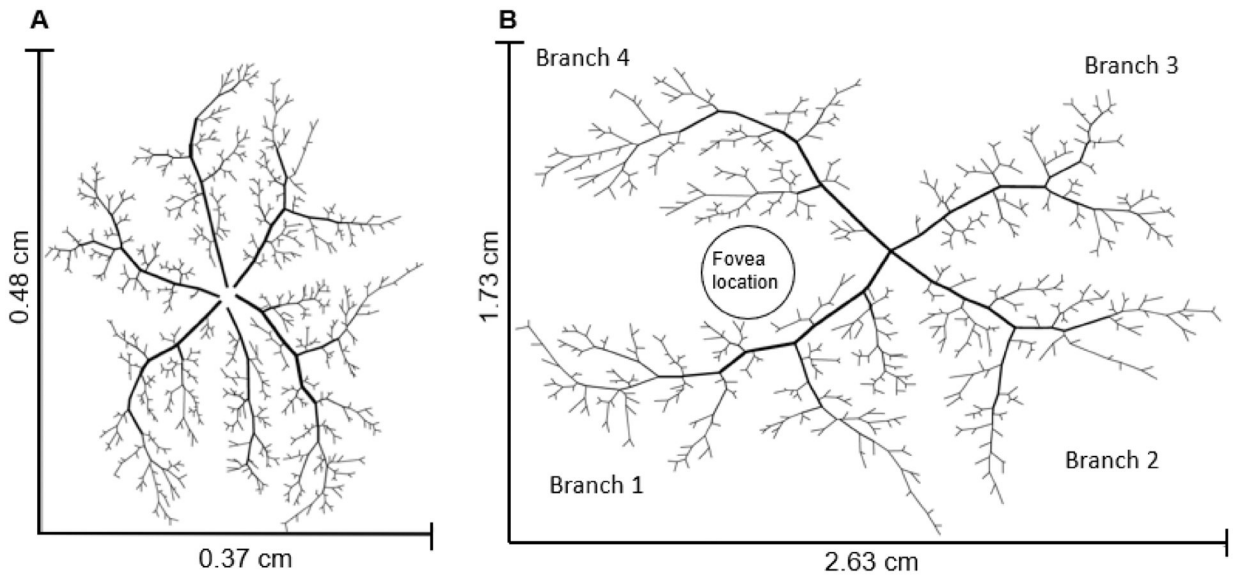 A
B
Branch 4
Branch 3
0.48 cm
1.73 cm
Fovea
location
Branch 1
Branch 2
0.37 cm
2.63 cm